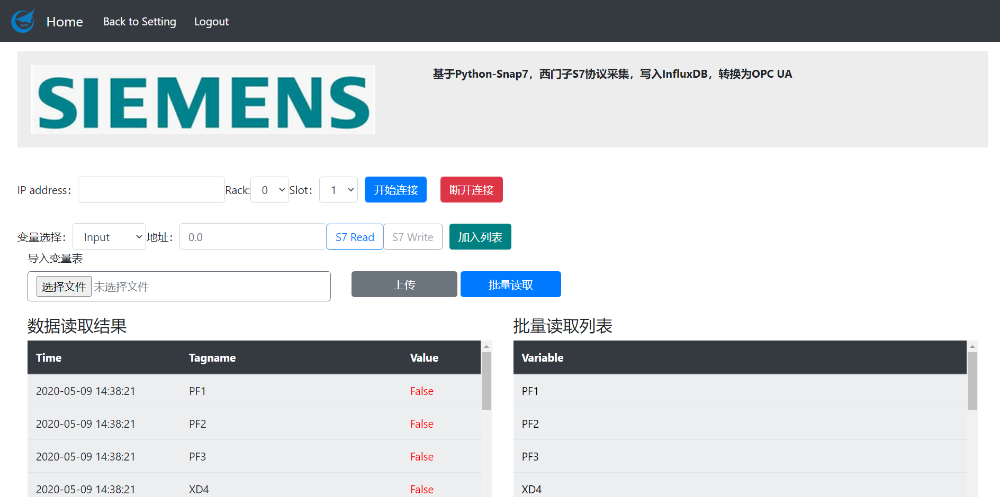 Home Back to Setting Logout
SIEMENS
基于Python-Snap7，西门子S7协议采集，写入InfluxDB，转换为OPC UA
IP address： Rack: 0 Slot： 1 开始连接 断开连接
变量选择： Input 地址： 0.0 S7 Read S7 Write 加入列表
导入变量表
选择文件 未选择文件 上传 批量读取
数据读取结果 批量读取列表
Time Tagname Value Variable
2020-05-09 14:38:21 PF1 False PF1
2020-05-09 14:38:21 PF2 False PF2
2020-05-09 14:38:21 PF3 False PF3
2020-05-09 14:38:21 XD4 False XD4